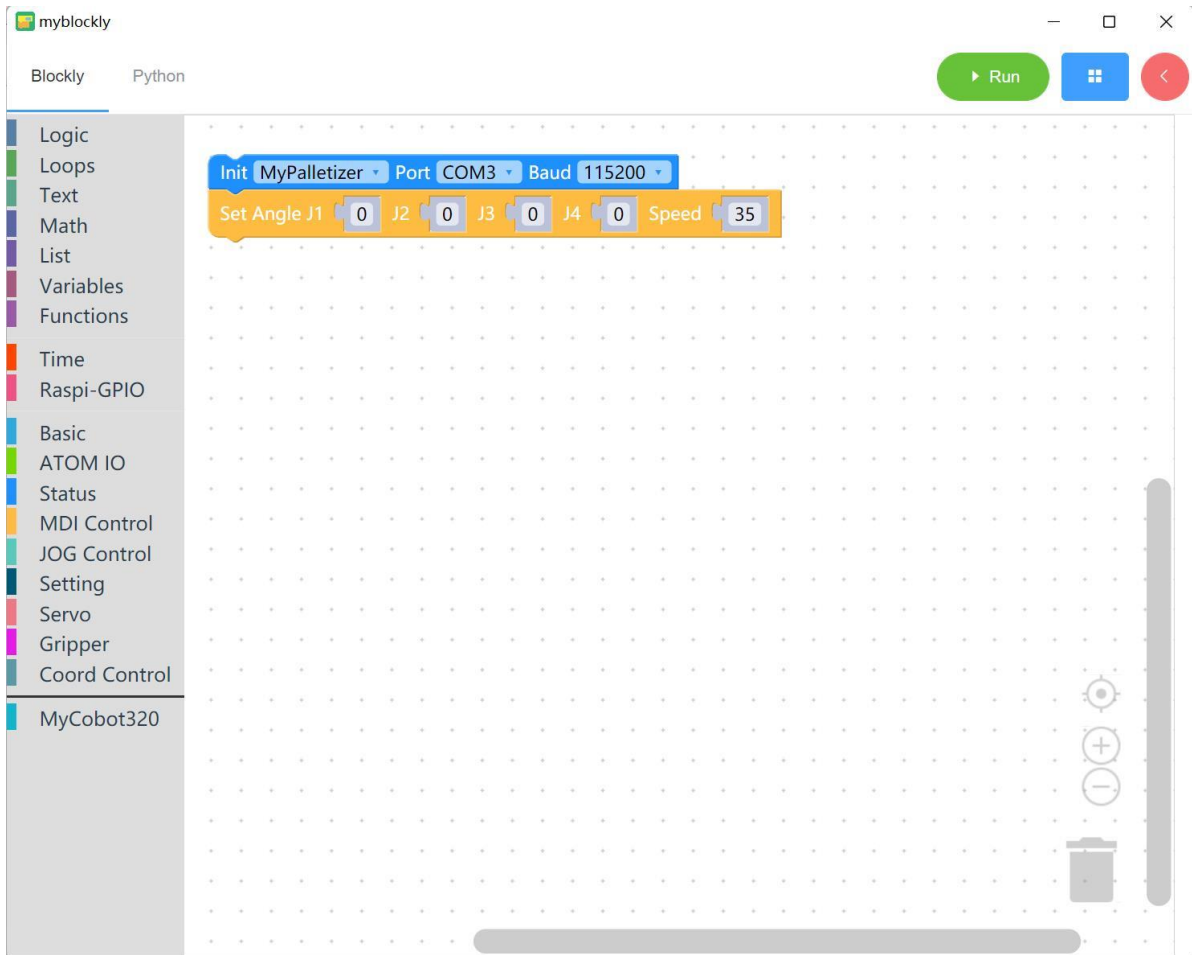 myblockly
Blockly Python Run
Logic
Loops
Text
Math
List
Variables
Functions
Time
Raspi-GPIO
Basic
ATOM IO
Status
MDI Control
JOG Control
Setting
Servo
Gripper
Coord Control
MyCobot320
Init MyPalletizer Port COM3 Baud 115200
Set Angle J1 0 J2 0 J3 0 J4 0 Speed 35